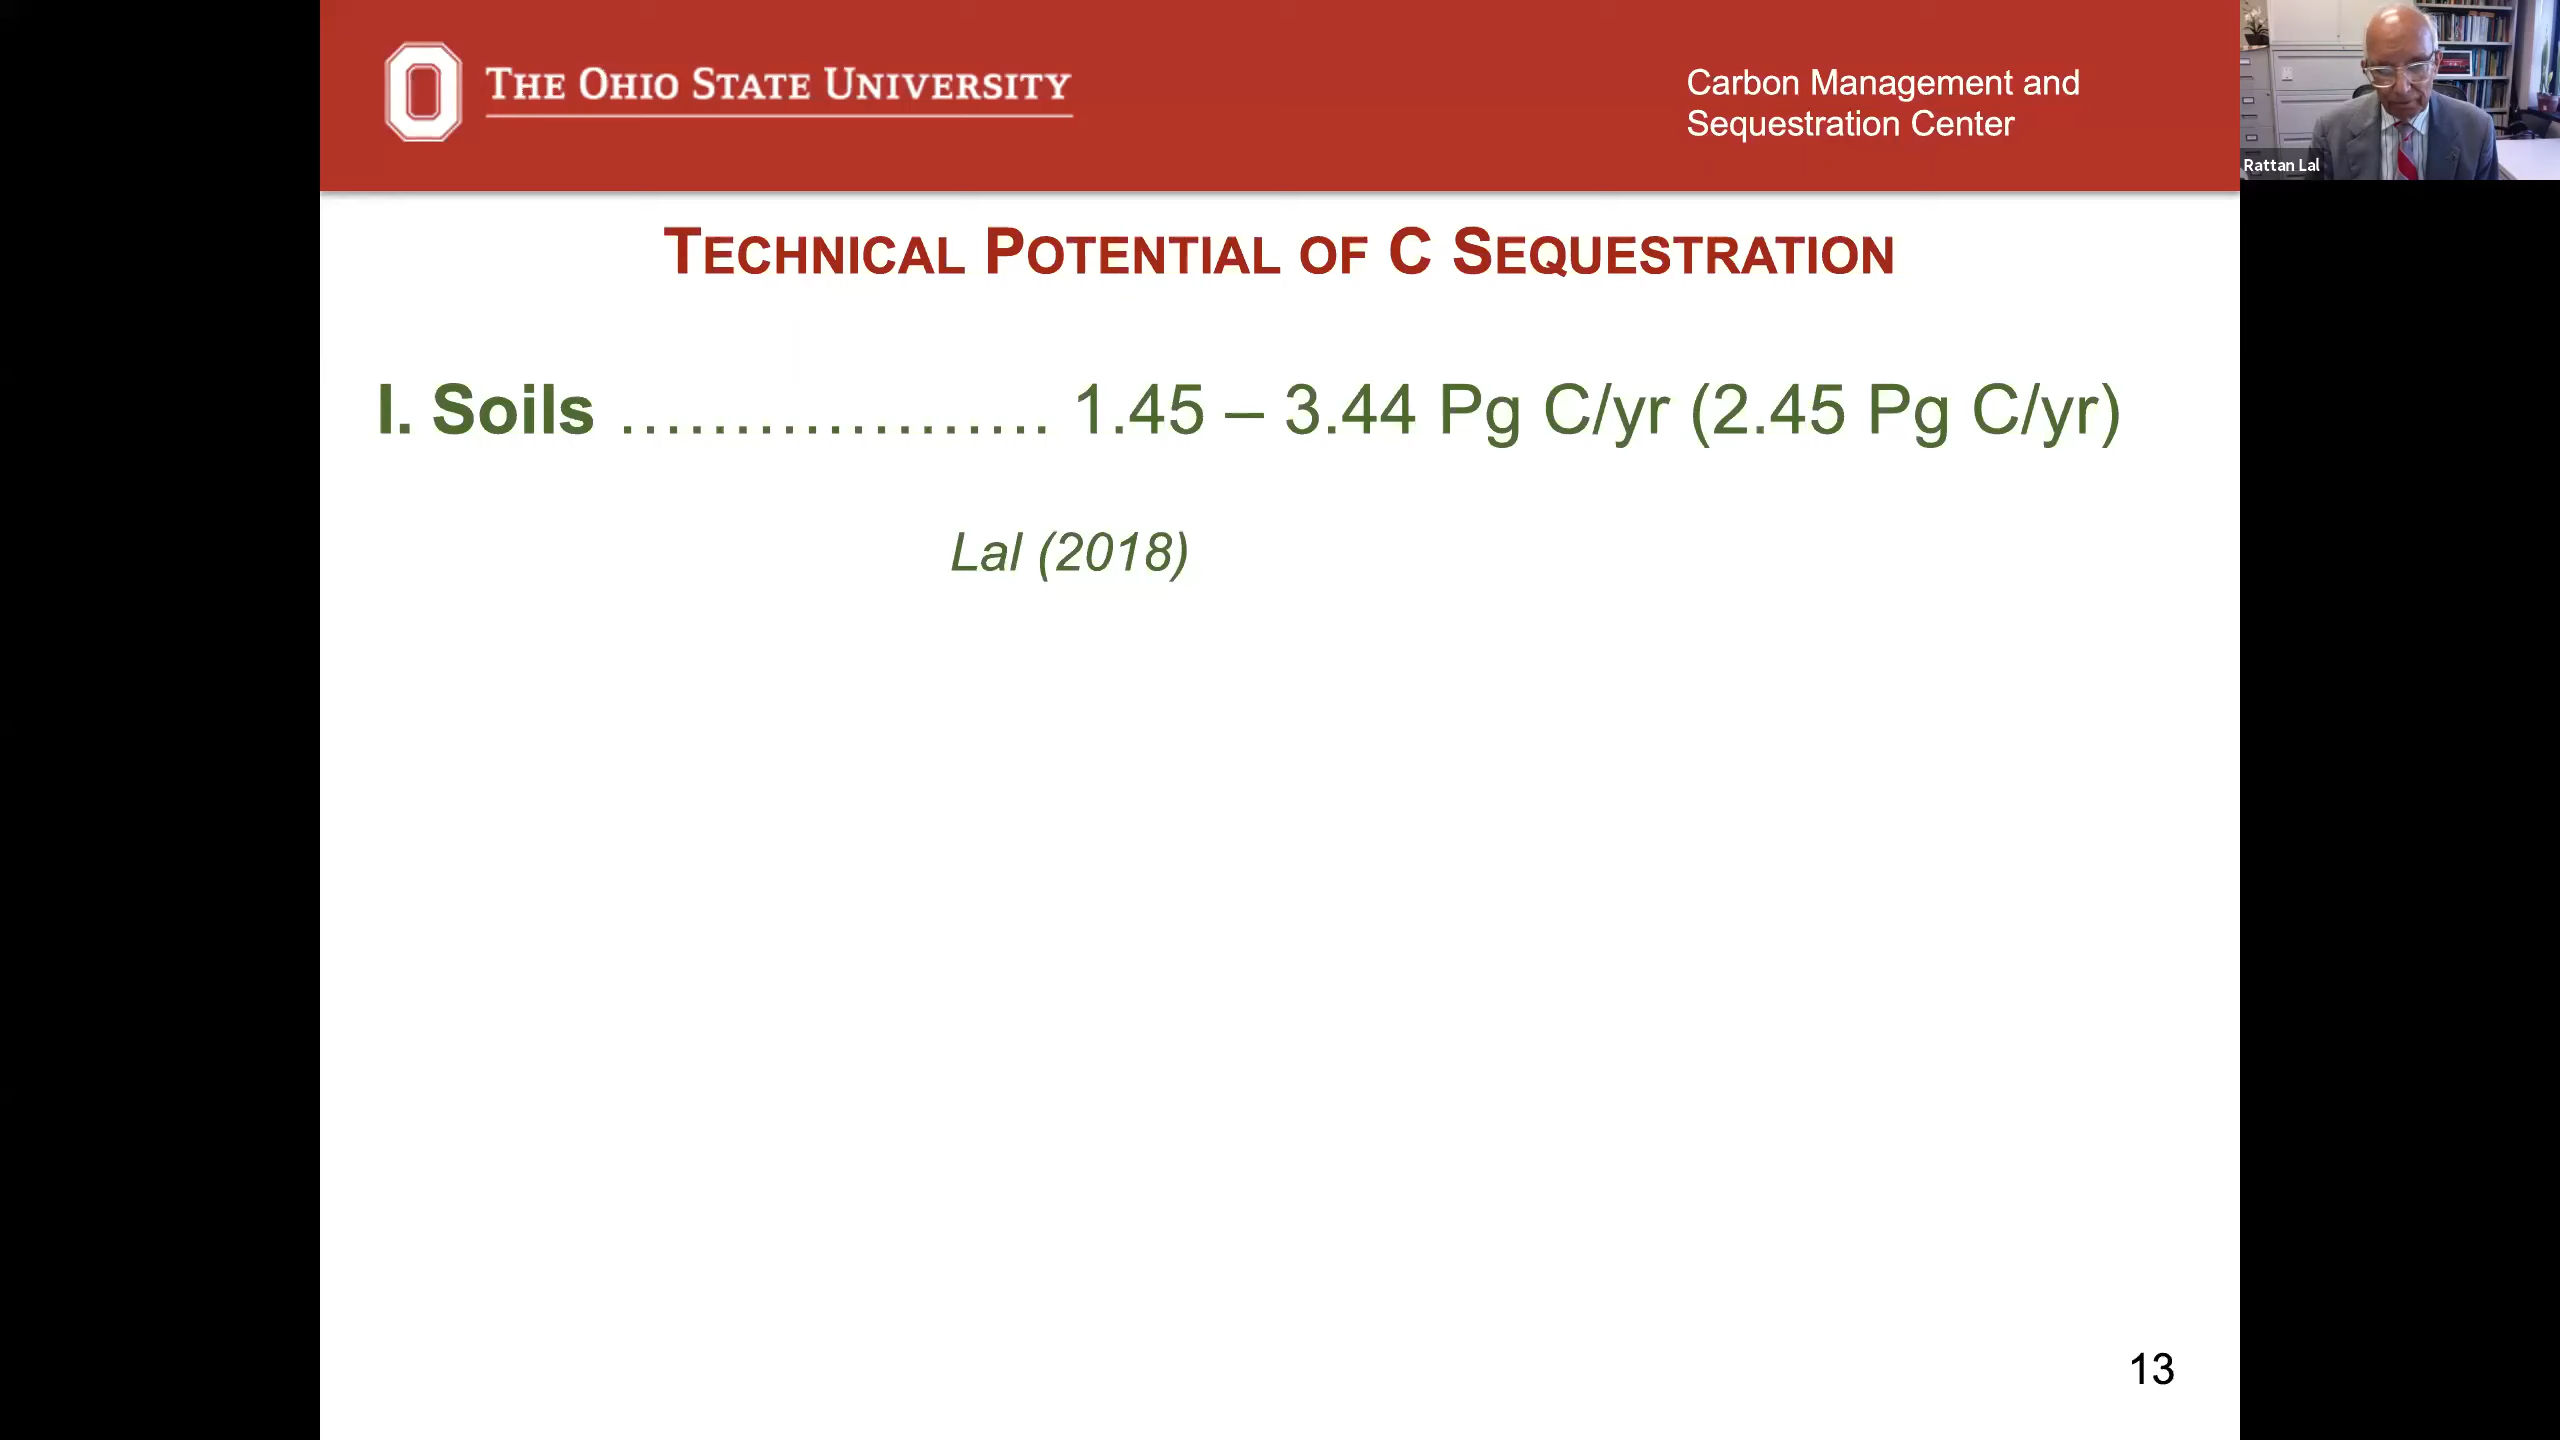 THE OHIO STATE UNIVERSITY
Carbon Management and
Sequestration Center
Rattan Lal
TECHNICAL POTENTIAL OF C SEQUESTRATION
I. Soils ................... 1.45 – 3.44 Pg C/yr (2.45 Pg C/yr)
Lal (2018)
13